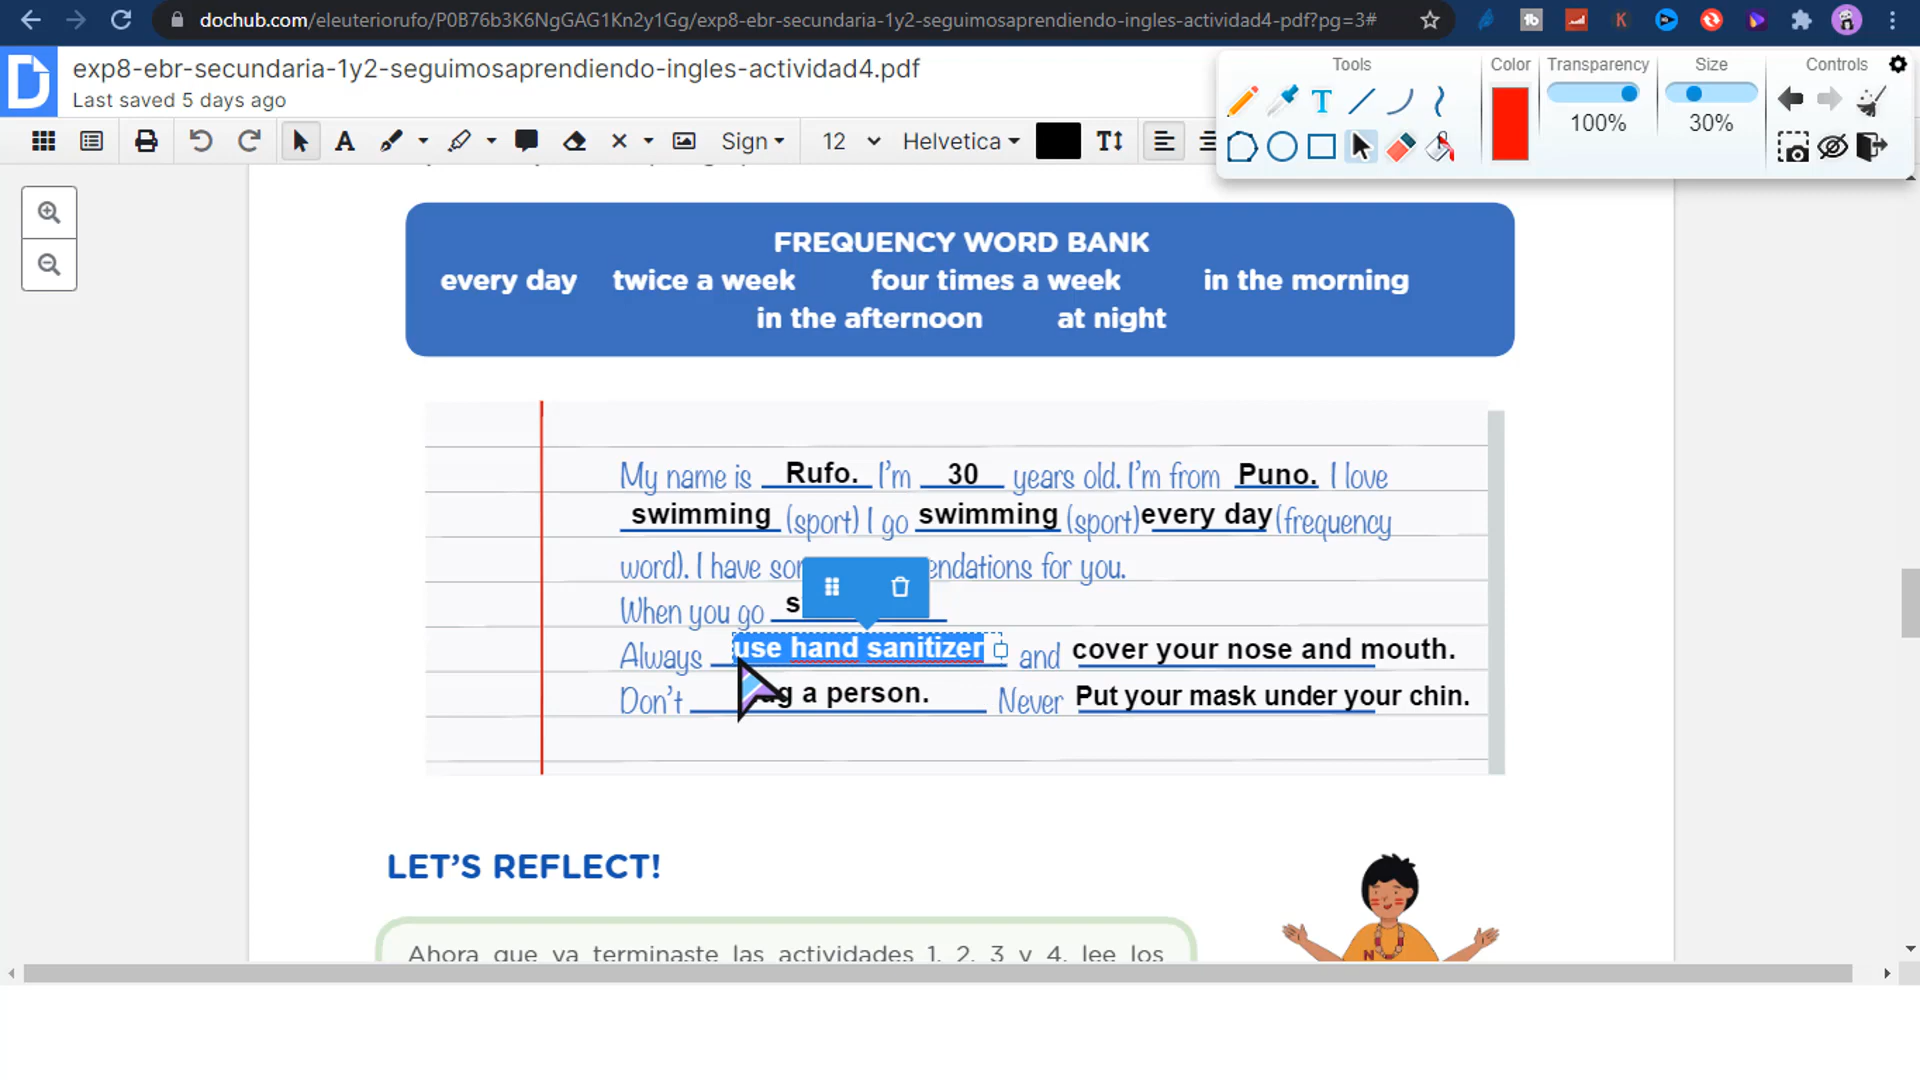 dochub.com/eleuteriorufo/P0B76b3K6NgGAG1Kn2y1Gg/exp8-ebr-secundaria-1y2-seguimosaprendiendo-ingles-actividad4-pdf?pg=3#
exp8-ebr-secundaria-1y2-seguimosaprendiendo-ingles-actividad4.pdf
Last saved 5 days ago
Tools Color Transparency Size Controls
100% 30%
Sign 12 Helvetica
FREQUENCY WORD BANK
every day twice a week four times a week in the morning
in the afternoon at night
My name is Rufo. I'm 30 years old. I'm from Puno. I love
swimming (sport) I go swimming (sport) every day (frequency
word). I have for you.
When you go
Always use hand sanitizer and cover your nose and mouth.
Don't a person. Never Put your mask under your chin.
LET'S REFLECT!
Ahora que ya terminaste las actividades 1, 2, 3 y 4, lee los